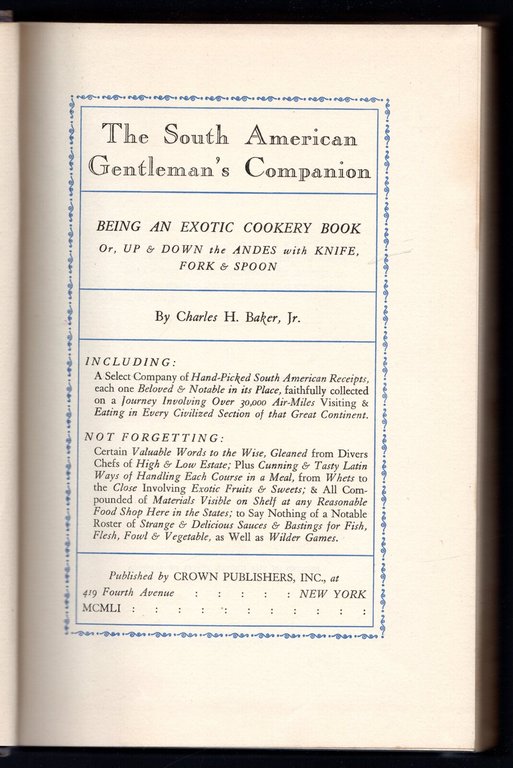 The South American
Gentleman's Companion
BEING AN EXOTIC COOKERY BOOK
Or, UP & DOWN the ANDES with KNIFE,
FORK & SPOON
By Charles H. Baker, Jr.
INCLUDING:
A Select Company of Hand-Picked South American Receipts,
each one Beloved & Notable in its Place, faithfully collected
on a Journey Involving Over 30,000 Air-Miles Visiting &
Eating in Every Civilized Section of that Great Continent.
NOT FORGETTING:
Certain Valuable Words to the Wise, Gleaned from Divers
Chefs of High & Low Estate; Plus Cunning & Tasty Latin
Ways of Handling Each Course in a Meal, from Whets to
the Close Involving Exotic Fruits & Sweets; & All Com-
pounded of Materials Visible on Shelf at any Reasonable
Food Shop Here in the States; to Say Nothing of a Notable
Roster of Strange & Delicious Sauces & Bastings for Fish,
Flesh, Fowl & Vegetable, as Well as Wilder Games.
Published by CROWN PUBLISHERS, INC., at
419 Fourth Avenue : : : : : NEW YORK
MCMLI : : : : : : : : : : : :